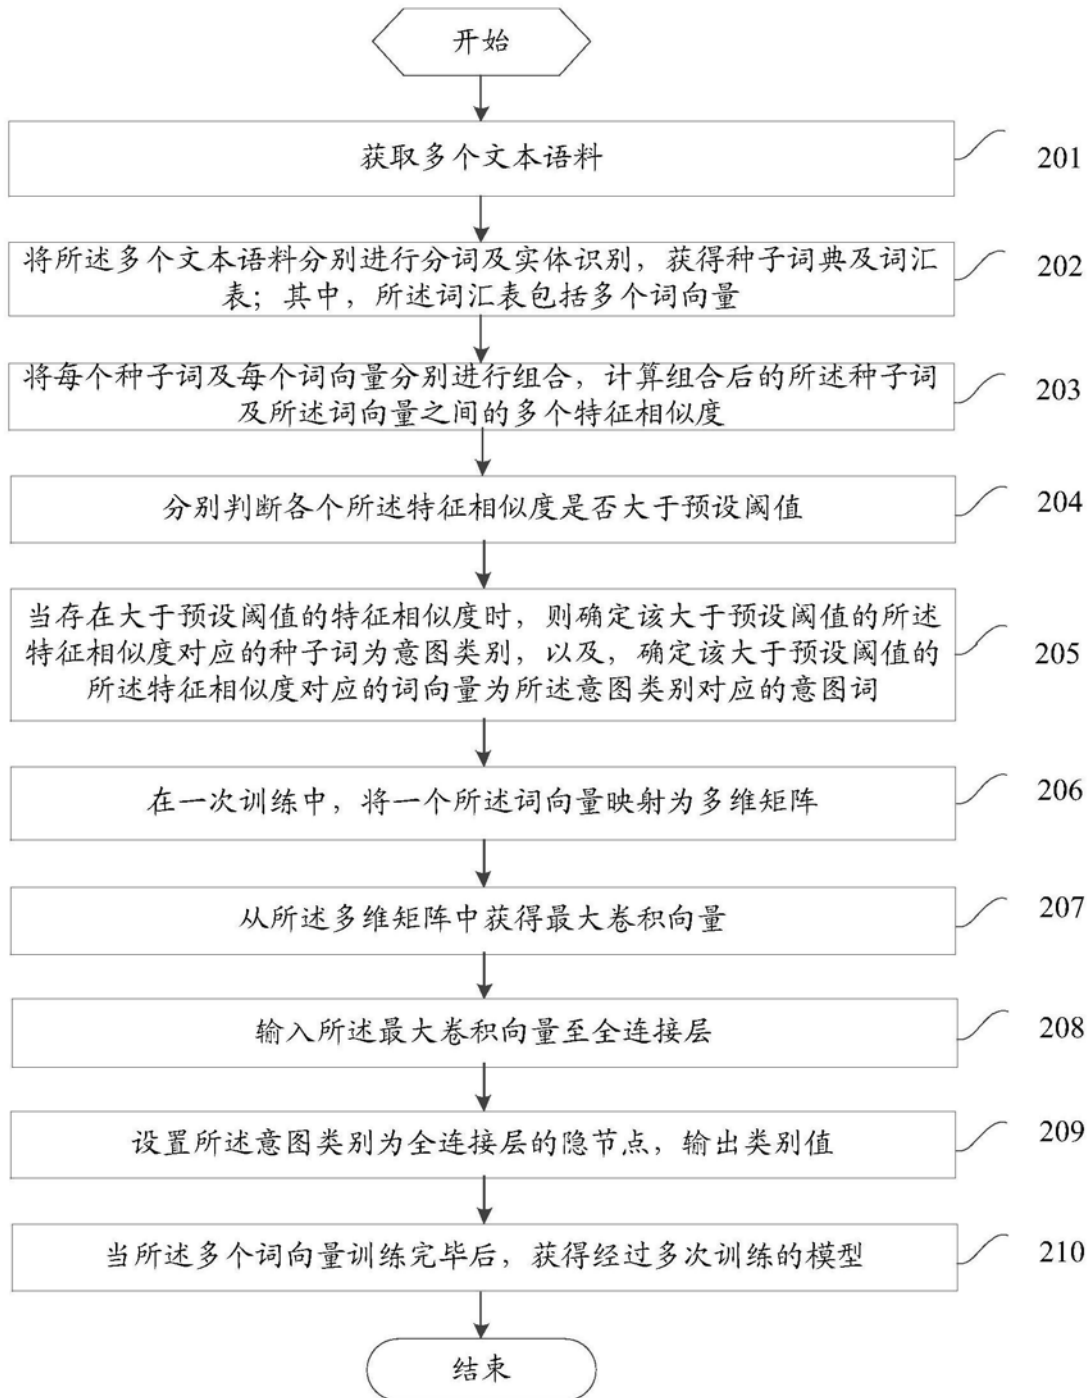 开始
获取多个文本语料
201
将所述多个文本语料分别进行分词及实体识别，获得种子词典及词汇
表；其中，所述词汇表包括多个词向量
202
将每个种子词及每个词向量分别进行组合，计算组合后的所述种子词
及所述词向量之间的多个特征相似度
203
分别判断各个所述特征相似度是否大于预设阈值
204
当存在大于预设阈值的特征相似度时，则确定该大于预设阈值的所述
特征相似度对应的种子词为意图类别，以及，确定该大于预设阈值的
所述特征相似度对应的词向量为所述意图类别对应的意图词
205
在一次训练中，将一个所述词向量映射为多维矩阵
206
从所述多维矩阵中获得最大卷积向量
207
输入所述最大卷积向量至全连接层
208
设置所述意图类别为全连接层的隐节点，输出类别值
209
当所述多个词向量训练完毕后，获得经过多次训练的模型
210
结束